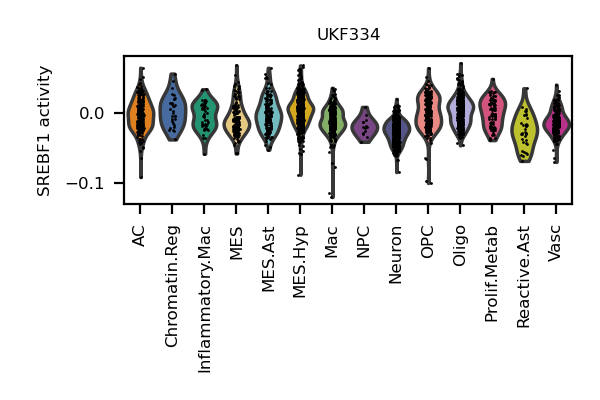 UKF334
SREBF1 activity
0.0
−0.1
AC
Chromatin.Reg
Inflammatory.Mac
MES
MES.Ast
MES.Hyp
Mac
NPC
Neuron
OPC
Oligo
Prolif.Metab
Reactive.Ast
Vasc